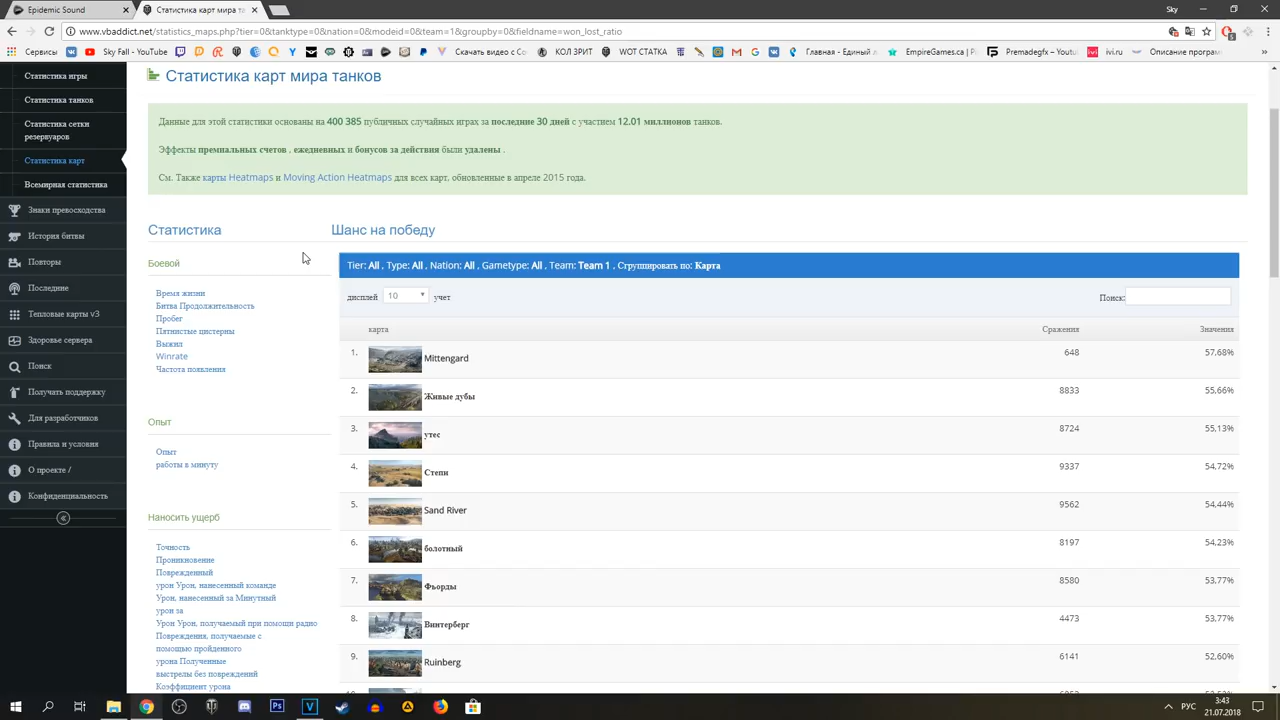 Epidemic Sound
Статистика карт мира тан
Sky
www.vbaddict.net/statistics_maps.php?tier=0&tanktype=0&nation=0&modeid=0&team=1&groupby=0&fieldname=won_lost_ratio
Сервисы
Sky Fall - YouTube
Скачать видео с Со
КОЛ ЗРИТ
WOT СТАТКА
Главная - Единый
EmpireGames.ca | Р
Premadegfx – Youtu
ivi.ru
Описание програм
Статистика игры
Статистика танков
Статистика сетки
резервуаров
Статистика карт
Всемирная статистика
Знаки превосходства
История битвы
Повторы
Последние
Тепловые карты v3
Здоровье сервера
Поиск
Получать поддержку
Для разработчиков
Правила и условия
О проекте /
Конфиденциальность
Статистика карт мира танков
Данные для этой статистики основаны на 400 385 публичных случайных играх за последние 30 дней с участием 12.01 миллионов танков.
Эффекты премиальных счетов , ежедневных и бонусов за действия были удалены .
См. Также карты Heatmaps и Moving Action Heatmaps для всех карт, обновленные в апреле 2015 года.
Статистика
Боевой
Время жизни
Битва Продолжительность
Пробег
Пятнистые цистерны
Выжил
Winrate
Частота появления
Опыт
Опыт
работы в минуту
Наносить ущерб
Точность
Проникновение
Поврежденный
урон Урон, нанесенный команде
Урон, нанесенный за Минутный
урон за
Урон Урон, получаемый при помощи радио
Повреждения, получаемые с
помощью пройденного
урона Полученные
выстрелы без повреждений
Коэффициент урона
Шанс на победу
Tier: All , Type: All , Nation: All , Gametype: All , Team: Team 1 , Сгруппировать по: Карта
дисплей 10 учет
Поиск:
карта Сражения Значения
1. Mittengard 648 57,68%
2. Живые дубы 8833 55,66%
3. утес 8724 55,13%
4. Степи 9337 54,72%
5. Sand River 9562 54,44%
6. болотный 8197 54,23%
7. Фьорды 8580 53,77%
8. Винтерберг 4473 53,77%
9. Ruinberg 6141 52,60%
РУС
3:43
21.07.2018